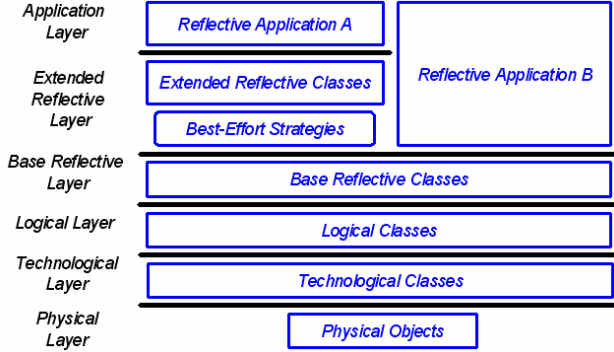 Application
Layer
Reflective Application A
Extended
Reflective
Layer
Extended Reflective Classes
Reflective Application B
Best-Effort Strategies
Base Reflective
Layer
Base Reflective Classes
Logical Layer
Logical Classes
Technological
Layer
Technological Classes
Physical
Layer
Physical Objects